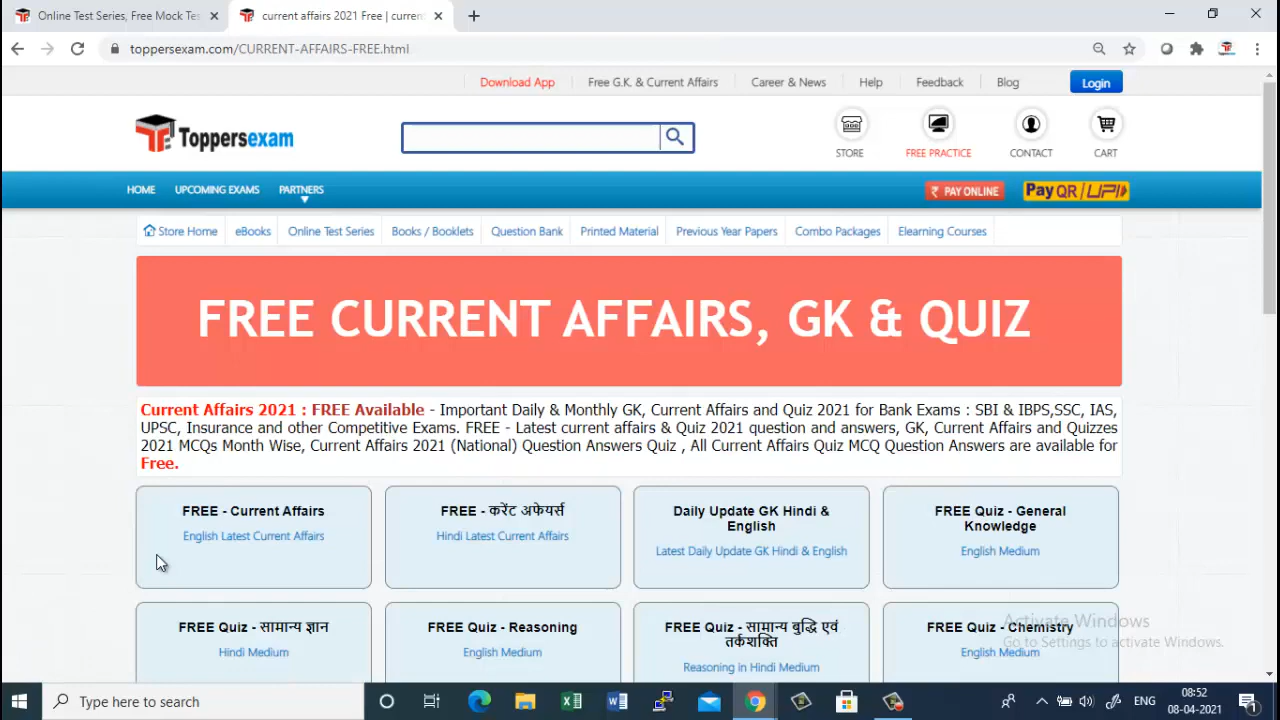 Online Test Series, Free Mock Tes
current affairs 2021 Free | curren
toppersexam.com/CURRENT-AFFAIRS-FREE.html
Download App
Free G.K. & Current Affairs
Career & News
Help
Feedback
Blog
Login
Toppersexam
STORE
FREE PRACTICE
CONTACT
CART
HOME
UPCOMING EXAMS
PARTNERS
₹ PAY ONLINE
Pay QR / UPI
Store Home
eBooks
Online Test Series
Books / Booklets
Question Bank
Printed Material
Previous Year Papers
Combo Packages
Elearning Courses
FREE CURRENT AFFAIRS, GK & QUIZ
Current Affairs 2021 : FREE Available - Important Daily & Monthly GK, Current Affairs and Quiz 2021 for Bank Exams : SBI & IBPS,SSC, IAS,
UPSC, Insurance and other Competitive Exams. FREE - Latest current affairs & Quiz 2021 question and answers, GK, Current Affairs and Quizzes
2021 MCQs Month Wise, Current Affairs 2021 (National) Question Answers Quiz , All Current Affairs Quiz MCQ Question Answers are available for
Free.
FREE - Current Affairs
English Latest Current Affairs
FREE - करेंट अफेयर्स
Hindi Latest Current Affairs
Daily Update GK Hindi &
English
Latest Daily Update GK Hindi & English
FREE Quiz - General
Knowledge
English Medium
FREE Quiz - सामान्य ज्ञान
Hindi Medium
FREE Quiz - Reasoning
English Medium
FREE Quiz - सामान्य बुद्धि एवं
तर्कशक्ति
Reasoning in Hindi Medium
FREE Quiz - Chemistry
English Medium
Activate Windows
Go to Settings to activate Windows.
Type here to search
ENG
08:52
08-04-2021
1